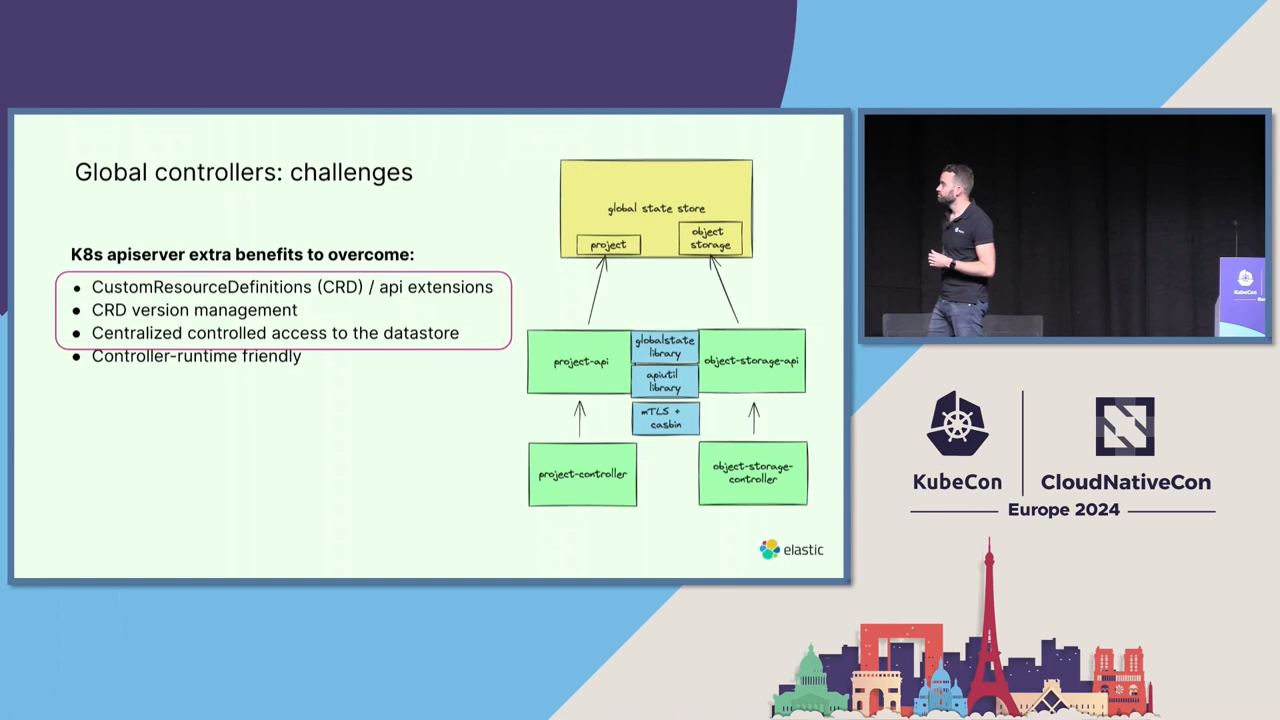 Global controllers: challenges
K8s apiserver extra benefits to overcome:
• CustomResourceDefinitions (CRD) / api extensions
• CRD version management
• Centralized controlled access to the datastore
• Controller-runtime friendly
global state store
project
object
storage
project-api
globalstate
library
apiutil
library
object-storage-api
mTLS +
casbin
project-controller
object-storage-
controller
elastic
KubeCon
KubeCon
CloudNativeCon
Europe 2024